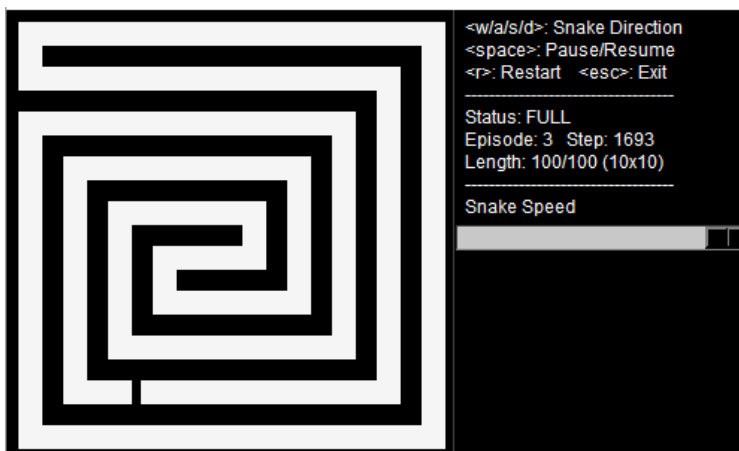 <w/a/s/d>: Snake Direction
<space>: Pause/Resume
<r>: Restart <esc>: Exit
--------------------------------------
Status: FULL
Episode: 3 Step: 1693
Length: 100/100 (10x10)
--------------------------------------
Snake Speed